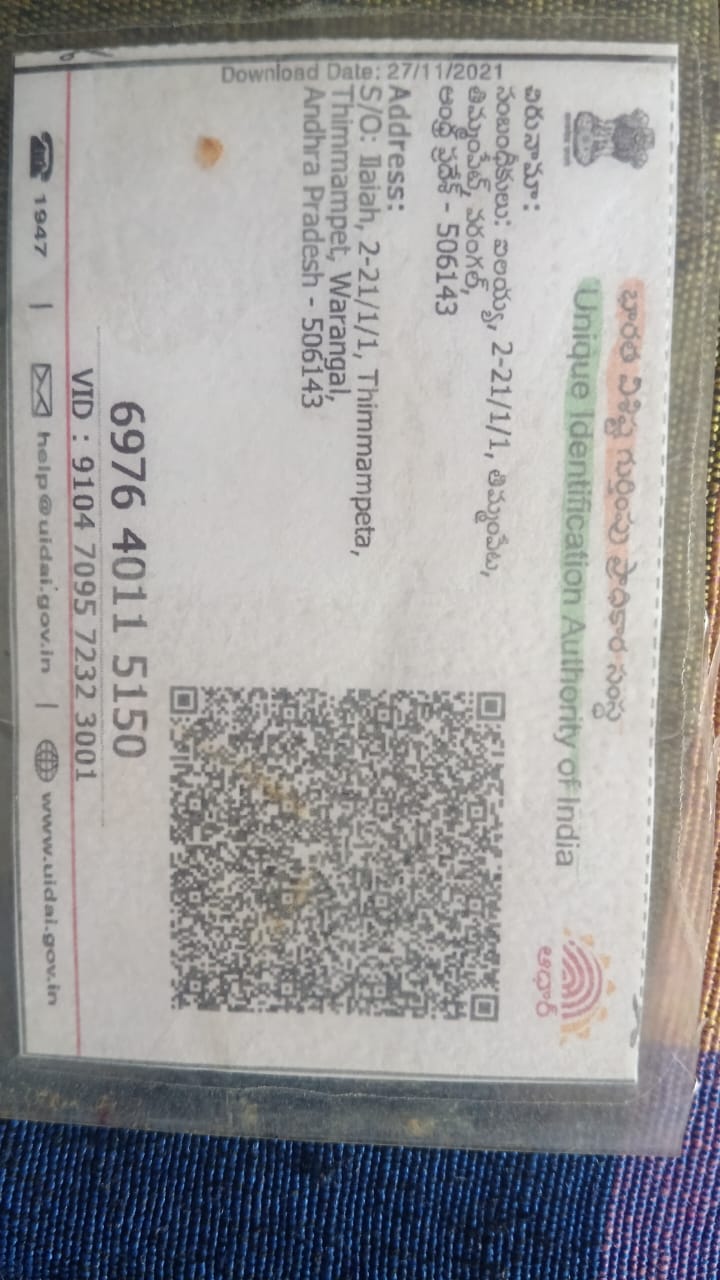 భారత విశిష్ట గుర్తింపు ప్రాధికార సంస్థ
Unique Identification Authority of India
ఆధార్
చిరునామా:
సంబంధీకులు: ఐలయ్య, 2-21/1/1, తిమ్మంపేట,
తిమ్మంపేట్, వరంగల్,
ఆంధ్ర ప్రదేశ్ - 506143
Address:
S/O: Ilaiah, 2-21/1/1, Thimmampeta,
Thimmampet, Warangal,
Andhra Pradesh - 506143
Download Date: 27/11/2021
6976 4011 5150
VID : 9104 7095 7232 3001
1947 | help@uidai.gov.in | www.uidai.gov.in